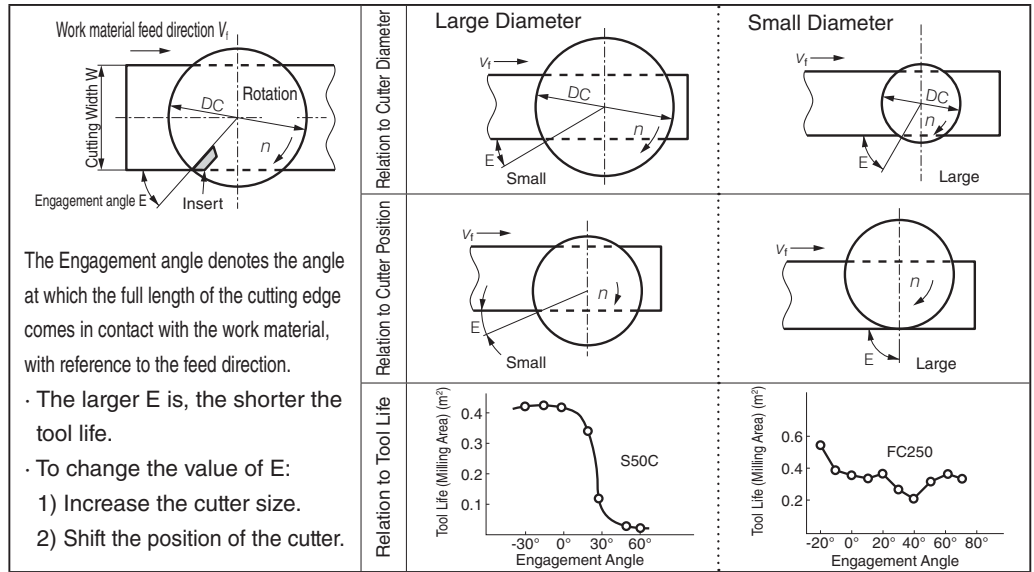 Work material feed direction Vf
Cutting Width W
DC
Rotation
n
Engagement angle E
Insert
The Engagement angle denotes the angle
at which the full length of the cutting edge
comes in contact with the work material,
with reference to the feed direction.
· The larger E is, the shorter the
tool life.
· To change the value of E:
1) Increase the cutter size.
2) Shift the position of the cutter.
Relation to Cutter Diameter
Large Diameter
Vf
DC
n
E
Small
Small Diameter
Vf
DC
n
E
Large
Relation to Cutter Position
Vf
n
E
Small
Vf
n
E
Large
Relation to Tool Life
Tool Life (Milling Area) (m²)
0.4
0.3
0.2
0.1
S50C
-30° 0° 30° 60°
Engagement Angle
Tool Life (Milling Area) (m²)
0.6
0.4
0.2
FC250
-20° 0° 20° 40° 60° 80°
Engagement Angle